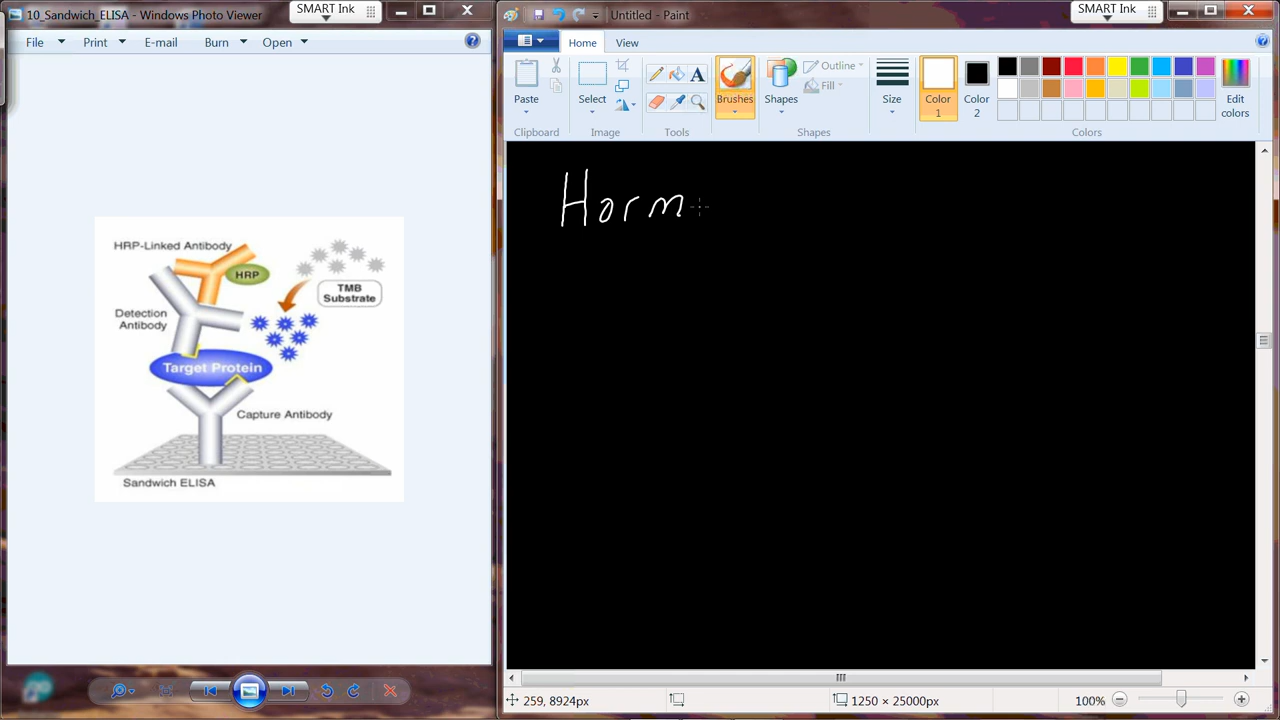 10_Sandwich_ELISA - Windows Photo Viewer
SMART Ink
File Print E-mail Burn Open
HRP-Linked Antibody
HRP
TMB
Substrate
Detection
Antibody
Target Protein
Capture Antibody
Sandwich ELISA
Untitled - Paint
SMART Ink
Home View
Paste
Clipboard
Select
Image
A
Tools
Brushes
Shapes
Outline
Fill
Shapes
Size
Color
1
Color
2
Edit
colors
Colors
Horm
259, 8924px
1250 × 25000px
100%